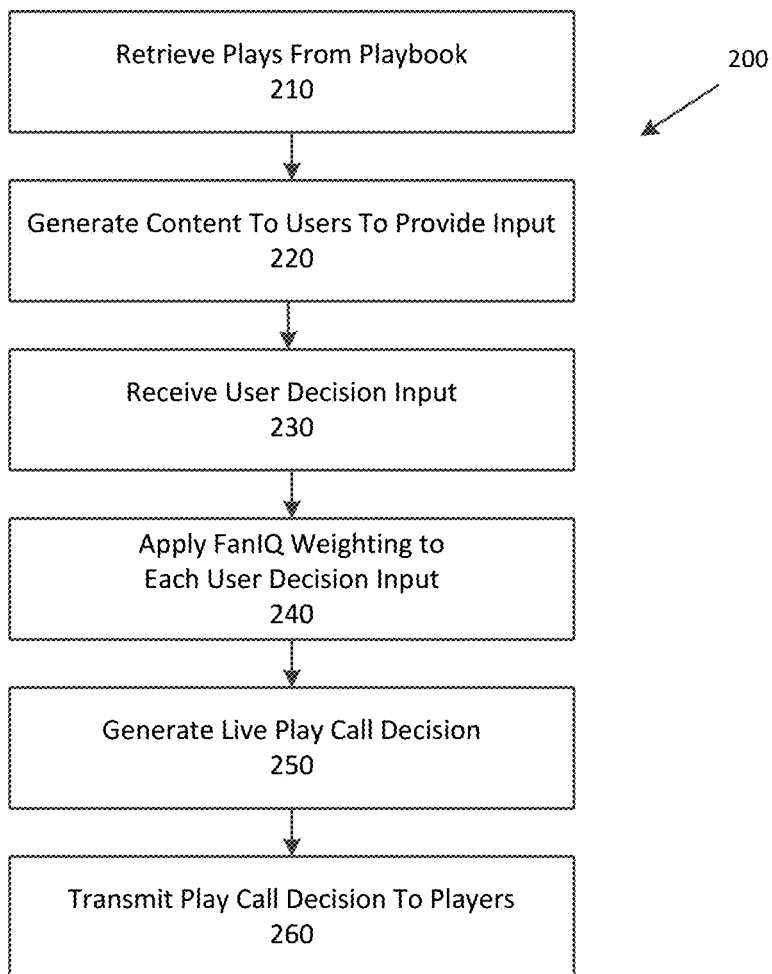 Retrieve Plays From Playbook
210
200
Generate Content To Users To Provide Input
220
Receive User Decision Input
230
Apply FanIQ Weighting to
Each User Decision Input
240
Generate Live Play Call Decision
250
Transmit Play Call Decision To Players
260